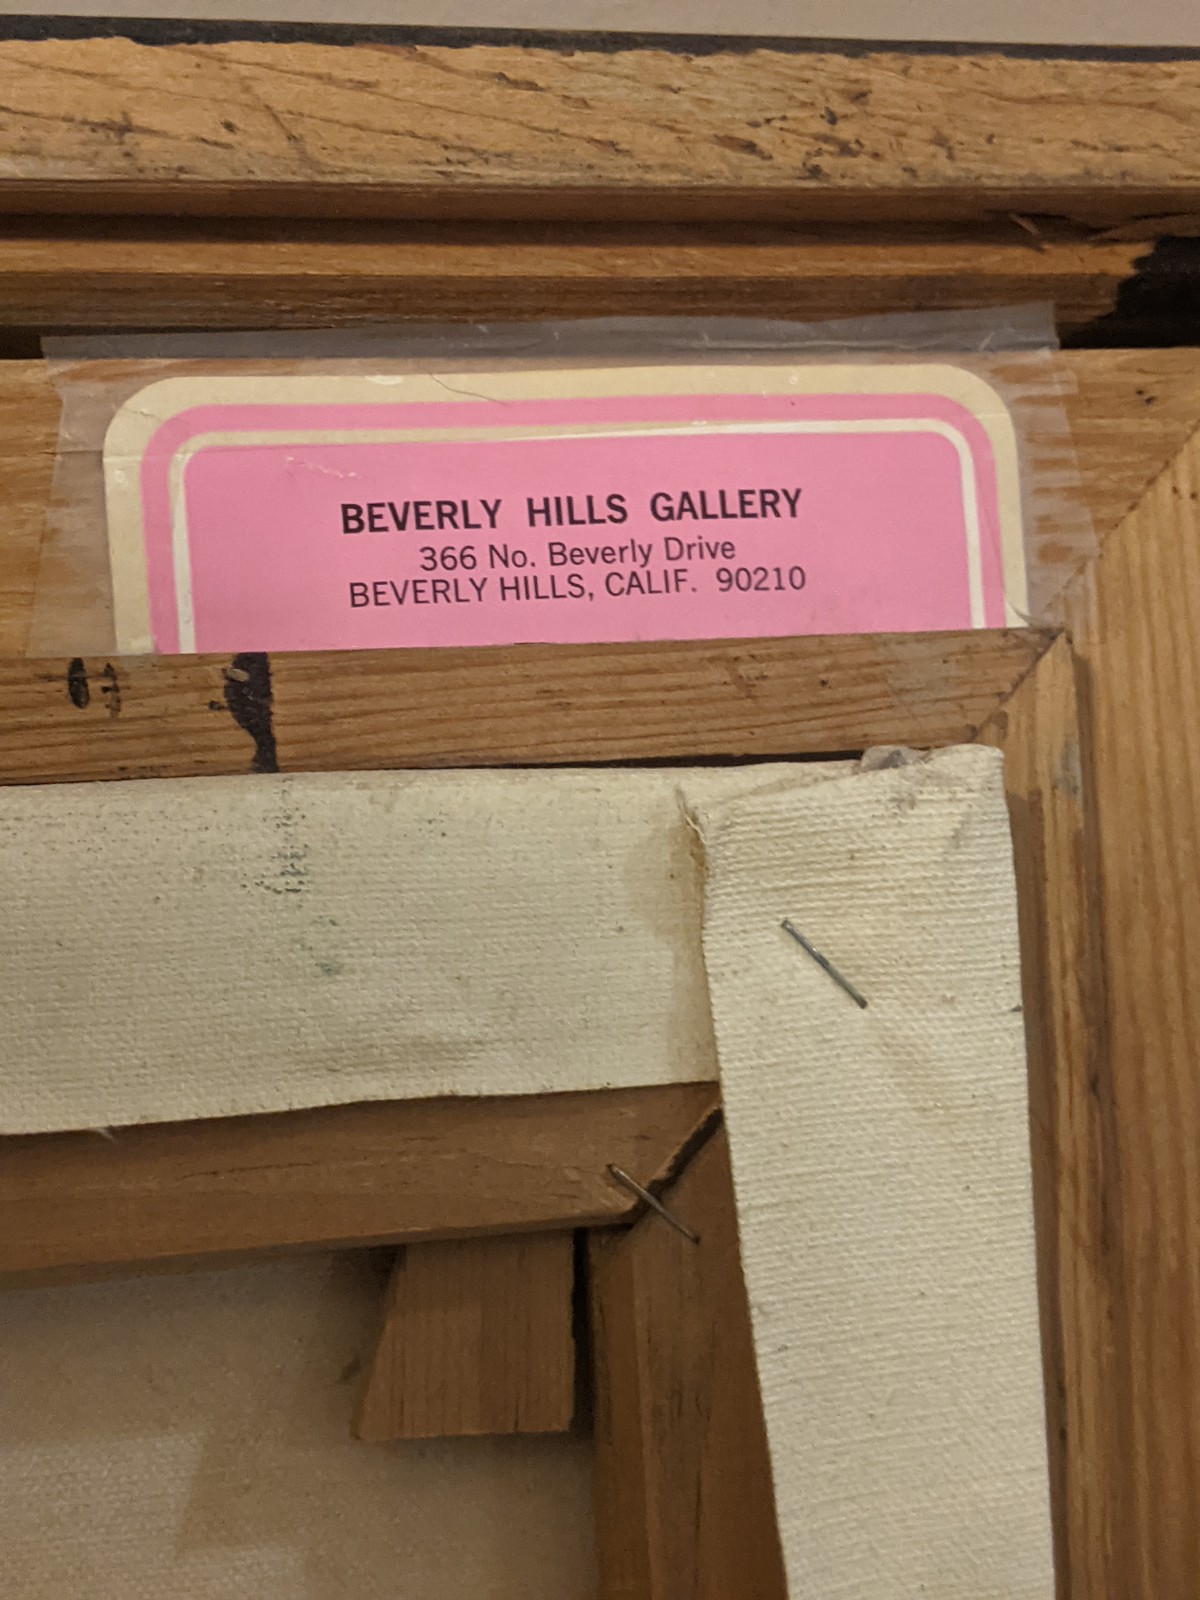 BEVERLY HILLS GALLERY
366 No. Beverly Drive
BEVERLY HILLS, CALIF. 90210